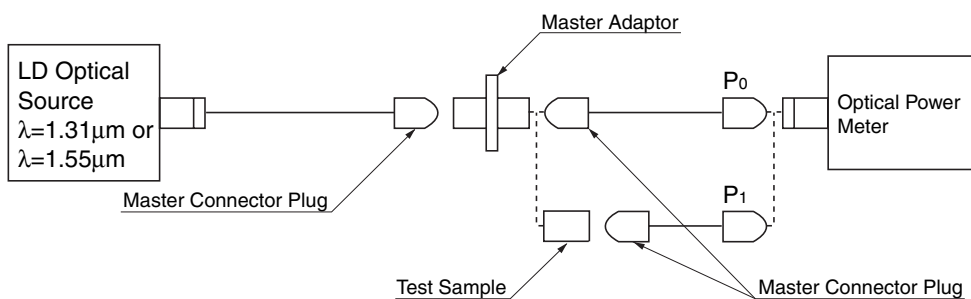 Master Adaptor
LD Optical
Source
λ=1.31μm or
λ=1.55μm
P0
Optical Power
Meter
Master Connector Plug
P1
Test Sample
Master Connector Plug